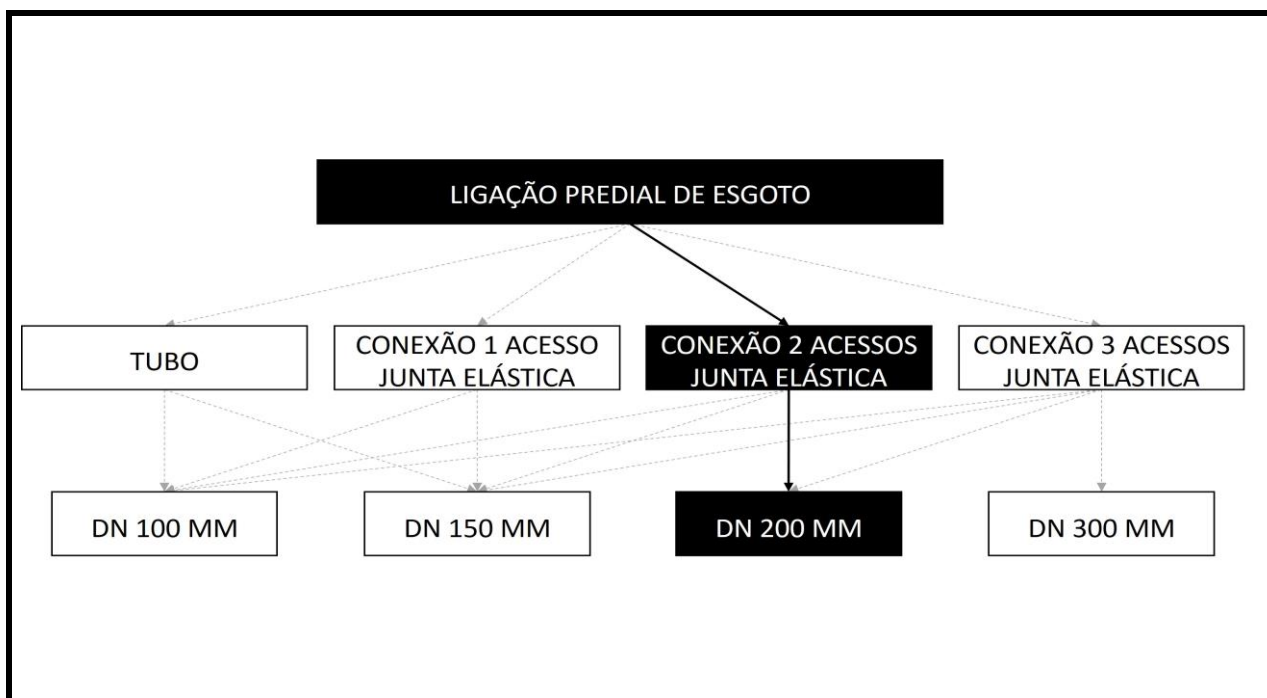 LIGAÇÃO PREDIAL DE ESGOTO
TUBO
CONEXÃO 1 ACESSO
JUNTA ELÁSTICA
CONEXÃO 2 ACESSOS
JUNTA ELÁSTICA
CONEXÃO 3 ACESSOS
JUNTA ELÁSTICA
DN 100 MM
DN 150 MM
DN 200 MM
DN 300 MM